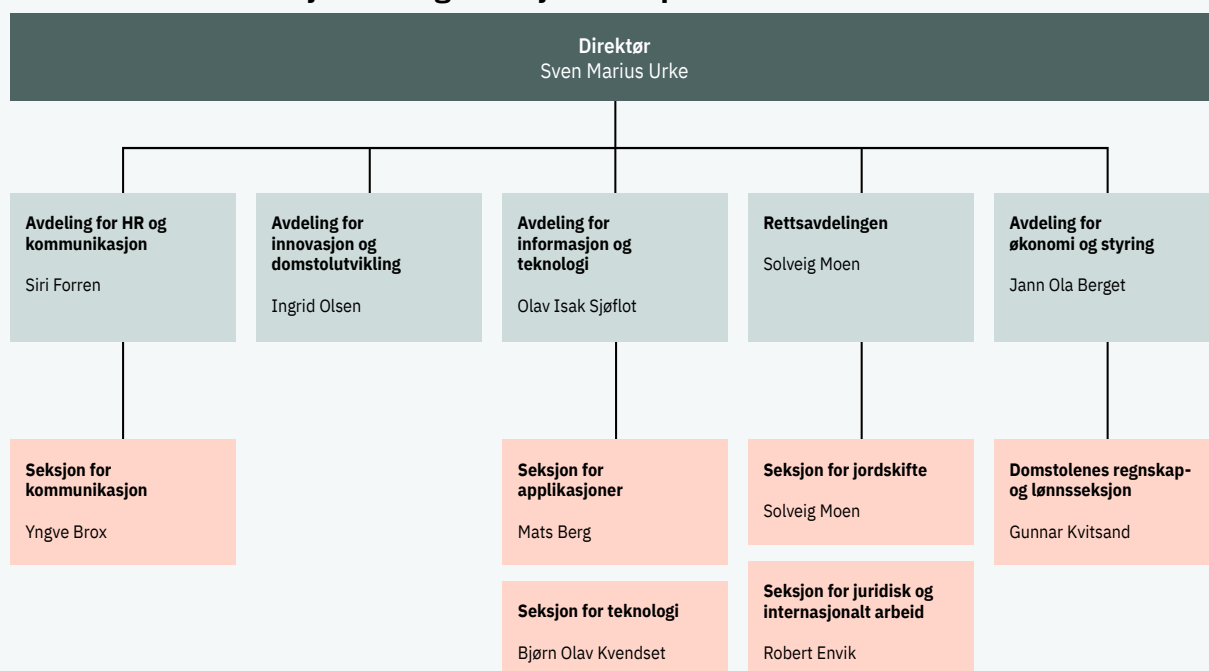 Direktør
Sven Marius Urke
Avdeling for HR og
kommunikasjon
Siri Forren
Avdeling for
innovasjon og
domstolutvikling
Ingrid Olsen
Avdeling for
informasjon og
teknologi
Olav Isak Sjøflot
Rettsavdelingen
Solveig Moen
Avdeling for
økonomi og styring
Jann Ola Berget
Seksjon for
kommunikasjon
Yngve Brox
Seksjon for
applikasjoner
Mats Berg
Seksjon for teknologi
Bjørn Olav Kvendset
Seksjon for jordskifte
Solveig Moen
Seksjon for juridisk og
internasjonalt arbeid
Robert Envik
Domstolenes regnskap-
og lønnsseksjon
Gunnar Kvitsand